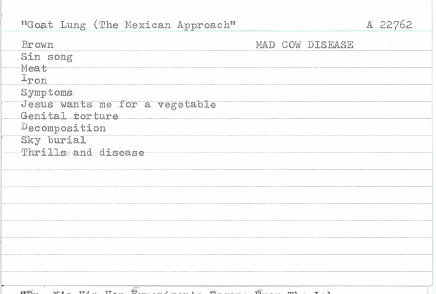 "Goat Lung (The Mexican Approach" A 22762
Brown MAD COW DISEASE
Sin song
Meat
Iron
Symptoms
Jesus wants me for a vegetable
Genital torture
Decomposition
Sky burial
Thrills and disease